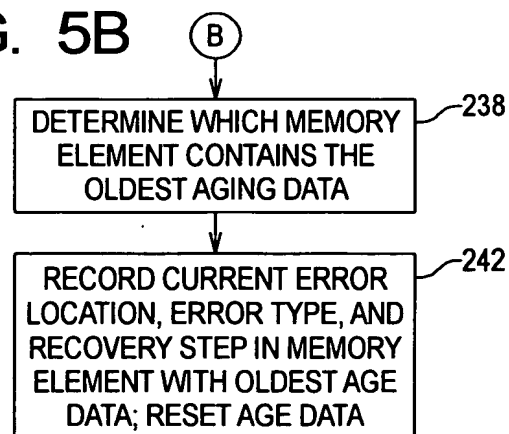 G. 5B
B
238
DETERMINE WHICH MEMORY
ELEMENT CONTAINS THE
OLDEST AGING DATA
242
RECORD CURRENT ERROR
LOCATION, ERROR TYPE, AND
RECOVERY STEP IN MEMORY
ELEMENT WITH OLDEST AGE
DATA; RESET AGE DATA